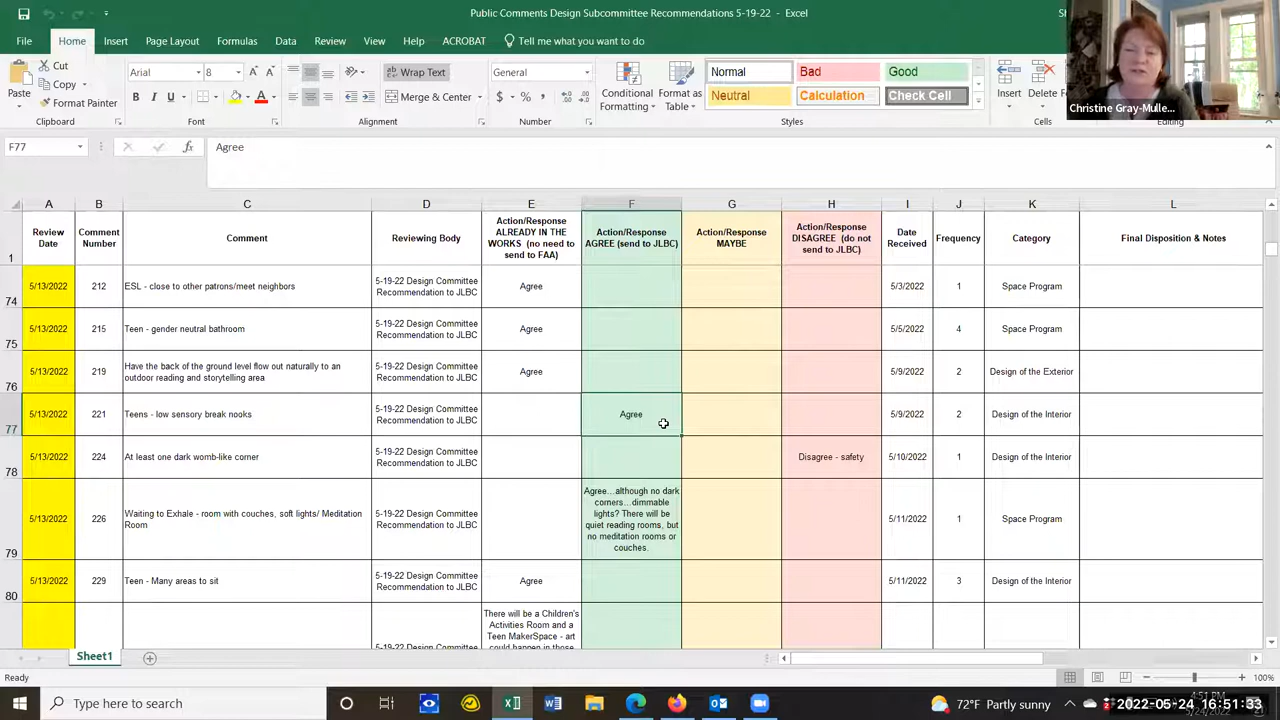 Public Comments Design Subcommittee Recommendations 5-19-22 - Excel
File Home Insert Page Layout Formulas Data Review View Help ACROBAT Tell me what you want to do
Christine Gray-Mulle...
Paste Cut Copy Format Painter
Arial 8
Wrap Text
Merge & Center
General
Conditional Formatting Format as Table
Normal Bad Good
Neutral Calculation Check Cell
Insert Delete
Clipboard Font Alignment Number Styles Cells Editing
F77 fx Agree
A B C D E F G H I J K L
1 Review Date Comment Number Comment Reviewing Body Action/Response ALREADY IN THE WORKS (no need to send to FAA) Action/Response AGREE (send to JLBC) Action/Response MAYBE Action/Response DISAGREE (do not send to JLBC) Date Received Frequency Category Final Disposition & Notes
74 5/13/2022 212 ESL - close to other patrons/meet neighbors 5-19-22 Design Committee Recommendation to JLBC Agree 5/3/2022 1 Space Program
75 5/13/2022 215 Teen - gender neutral bathroom 5-19-22 Design Committee Recommendation to JLBC Agree 5/5/2022 4 Space Program
76 5/13/2022 219 Have the back of the ground level flow out naturally to an outdoor reading and storytelling area 5-19-22 Design Committee Recommendation to JLBC Agree 5/9/2022 2 Design of the Exterior
77 5/13/2022 221 Teens - low sensory break nooks 5-19-22 Design Committee Recommendation to JLBC Agree 5/9/2022 2 Design of the Interior
78 5/13/2022 224 At least one dark womb-like corner 5-19-22 Design Committee Recommendation to JLBC Disagree - safety 5/10/2022 1 Design of the Interior
79 5/13/2022 226 Waiting to Exhale - room with couches, soft lights/ Meditation Room 5-19-22 Design Committee Recommendation to JLBC Agree...although no dark corners...dimmable lights? There will be quiet reading rooms, but no meditation rooms or couches. 5/11/2022 1 Space Program
80 5/13/2022 229 Teen - Many areas to sit 5-19-22 Design Committee Recommendation to JLBC Agree 5/11/2022 3 Design of the Interior
5-19-22 Design Committee There will be a Children's Activities Room and a Teen MakerSpace - art could happen in those
Sheet1
Ready 100%
Type here to search 72°F Partly sunny 4:51 PM
2022-05-24 16:51:33